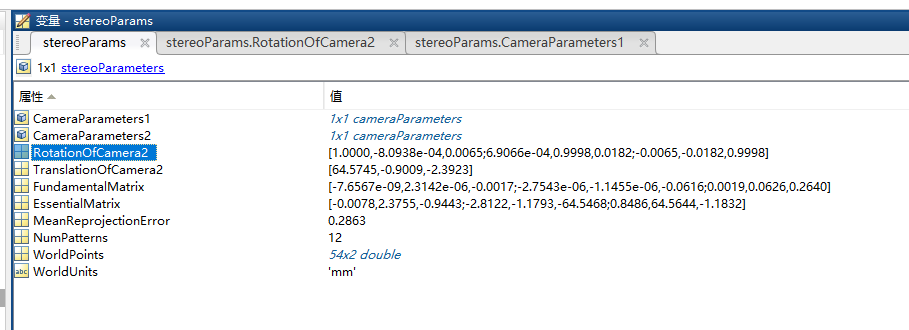 变量 - stereoParams
stereoParams stereoParams.RotationOfCamera2 stereoParams.CameraParameters1
1x1 stereoParameters
属性 值
CameraParameters1 1x1 cameraParameters
CameraParameters2 1x1 cameraParameters
RotationOfCamera2 [1.0000,-8.0938e-04,0.0065;6.9066e-04,0.9998,0.0182;-0.0065,-0.0182,0.9998]
TranslationOfCamera2 [64.5745,-0.9009,-2.3923]
FundamentalMatrix [-7.6567e-09,2.3142e-06,-0.0017;-2.7543e-06,-1.1455e-06,-0.0616;0.0019,0.0626,0.2640]
EssentialMatrix [-0.0078,2.3755,-0.9443;-2.8122,-1.1793,-64.5468;0.8486,64.5644,-1.1832]
MeanReprojectionError 0.2863
NumPatterns 12
WorldPoints 54x2 double
abc WorldUnits 'mm'